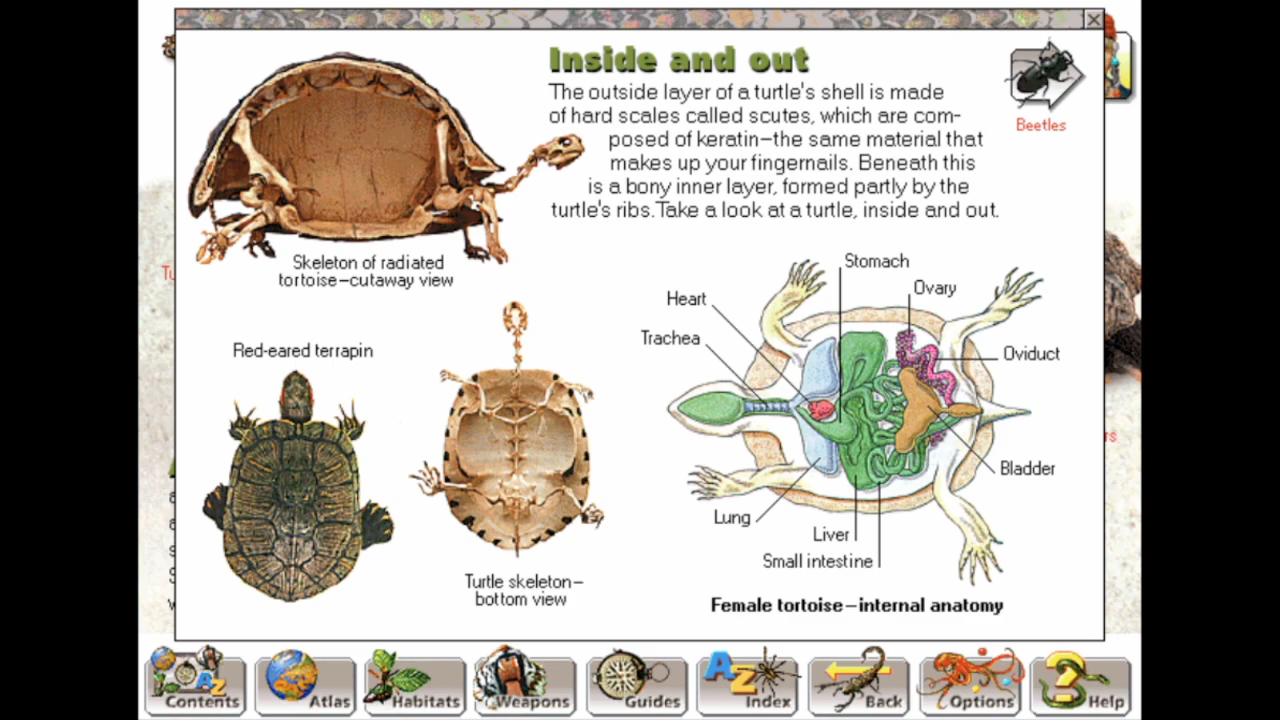 Inside and out
The outside layer of a turtle's shell is made
of hard scales called scutes, which are com-
posed of keratin–the same material that
makes up your fingernails. Beneath this
is a bony inner layer, formed partly by the
turtle's ribs.Take a look at a turtle, inside and out.
Beetles
Skeleton of radiated
tortoise–cutaway view
Red-eared terrapin
Turtle skeleton–
bottom view
Stomach
Ovary
Heart
Trachea
Oviduct
Bladder
Lung
Liver
Small intestine
Female tortoise–internal anatomy
Contents
Atlas
Habitats
Weapons
Guides
AZ
Index
Back
Options
?
Help